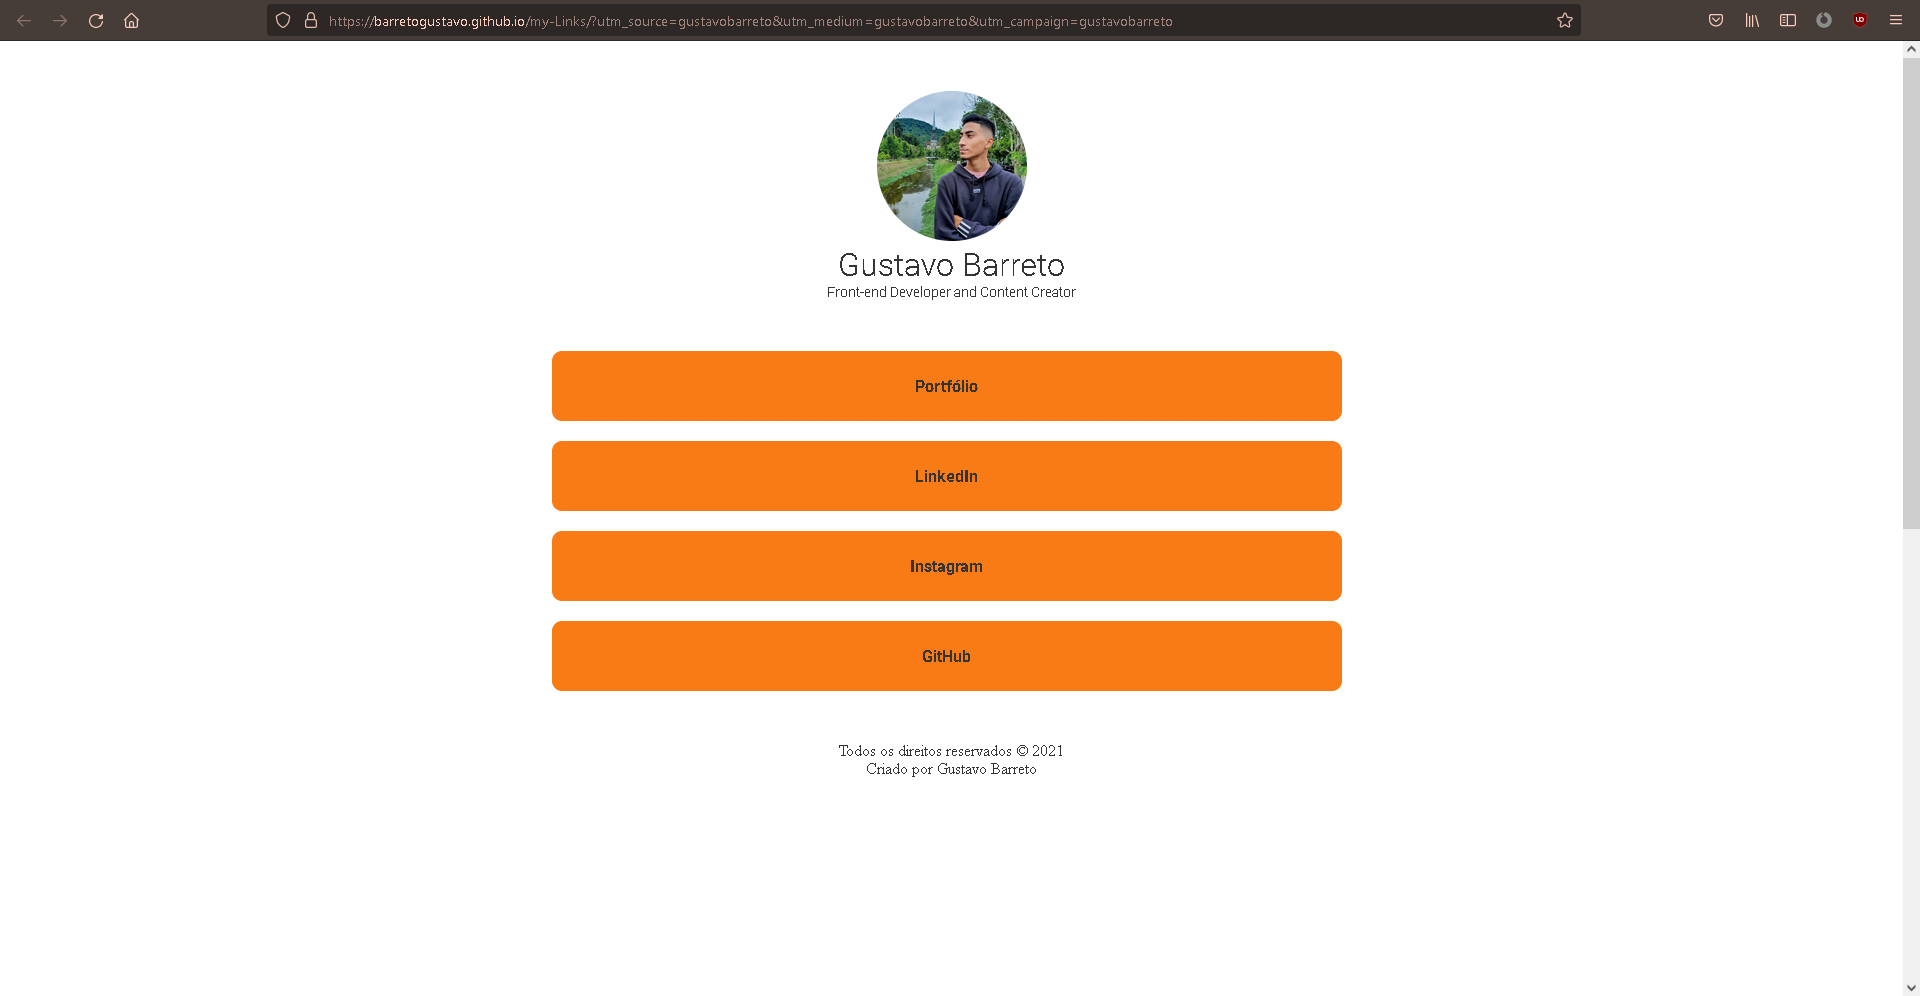 https://barretogustavo.github.io/my-Links/?utm_source=gustavobarreto&utm_medium=gustavobarreto&utm_campaign=gustavobarreto
Gustavo Barreto
Front-end Developer and Content Creator
Portfólio
LinkedIn
Instagram
GitHub
Todos os direitos reservados © 2021
Criado por Gustavo Barreto